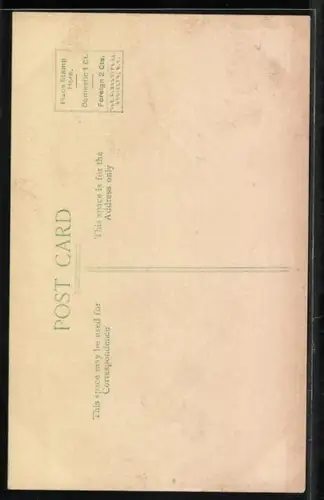 POST CARD
This space may be used for
Correspondence
This space is for the
Address only
Place Stamp
Here.
Domestic 1 Ct.
Foreign 2 Cts.